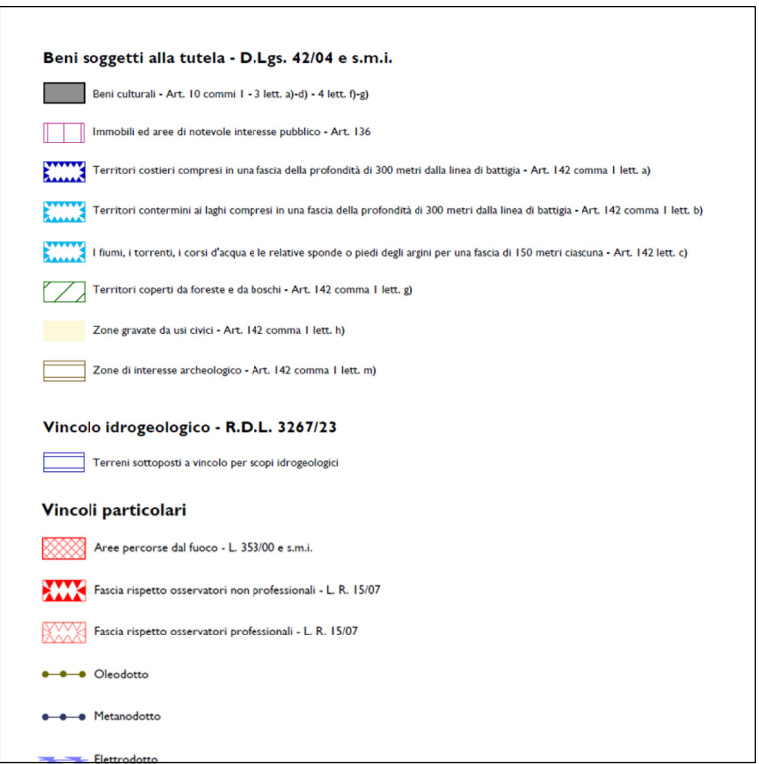 Beni soggetti alla tutela - D.Lgs. 42/04 e s.m.i.
Beni culturali - Art. 10 commi 1 - 3 lett. a)-d) - 4 lett. f)-g)
Immobili ed aree di notevole interesse pubblico - Art. 136
Territori costieri compresi in una fascia della profondità di 300 metri dalla linea di battigia - Art. 142 comma 1 lett. a)
Territori contermini ai laghi compresi in una fascia della profondità di 300 metri dalla linea di battigia - Art. 142 comma 1 lett. b)
I fiumi, i torrenti, i corsi d'acqua e le relative sponde o piedi degli argini per una fascia di 150 metri ciascuna - Art. 142 lett. c)
Territori coperti da foreste e da boschi - Art. 142 comma 1 lett. g)
Zone gravate da usi civici - Art. 142 comma 1 lett. h)
Zone di interesse archeologico - Art. 142 comma 1 lett. m)
Vincolo idrogeologico - R.D.L. 3267/23
Terreni sottoposti a vincolo per scopi idrogeologici
Vincoli particolari
Aree percorse dal fuoco - L. 353/00 e s.m.i.
Fascia rispetto osservatori non professionali - L. R. 15/07
Fascia rispetto osservatori professionali - L. R. 15/07
Oleodotto
Metanodotto
Elettrodotto